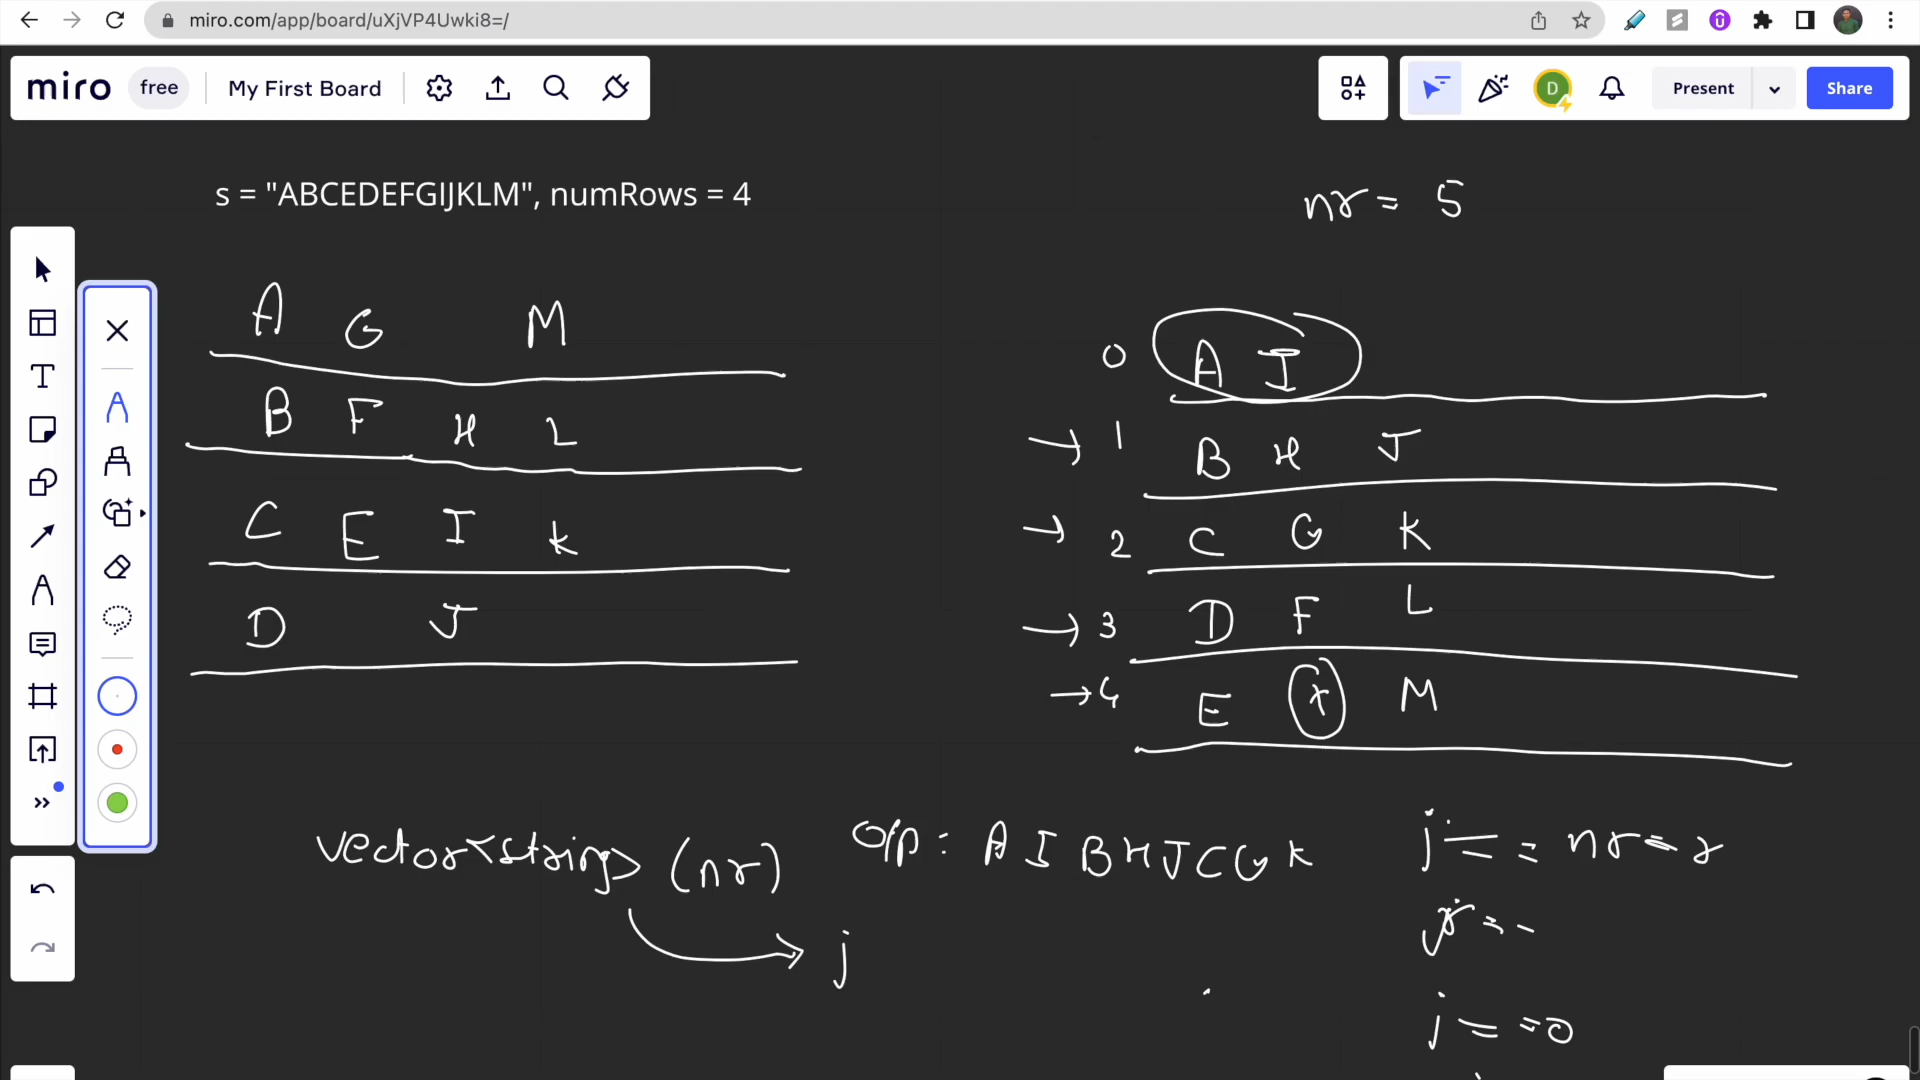 miro.com/app/board/uXjVP4Uwki8=/
miro free My First Board
D Present Share
s = "ABCEDEFGIJKLM", numRows = 4
nr = 5
A G M
B F H L
C E I K
D J
0 A I
→ 1 B H J
→ 2 C G K
→ 3 D F L
→ 4 E M
vector<string> (nr)
j
o/p: A I B H J C G K
j == nr
j == 0